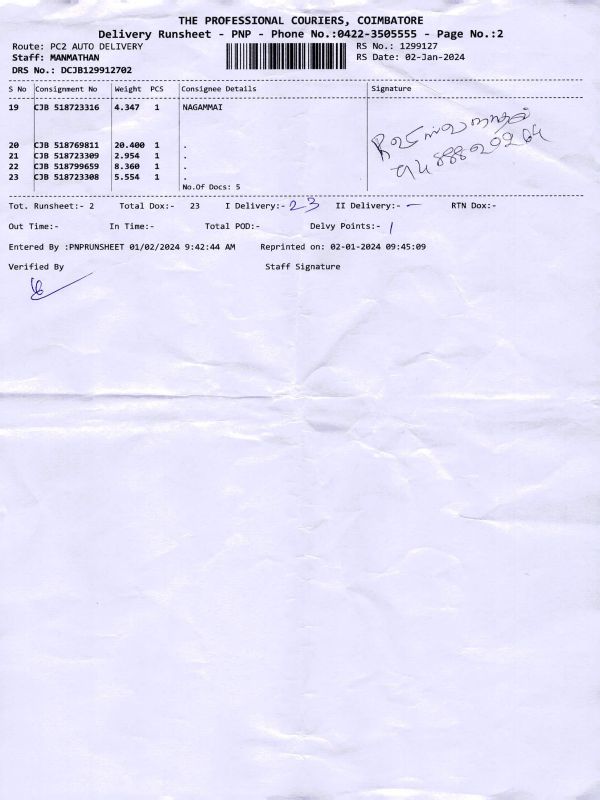 THE PROFESSIONAL COURIERS, COIMBATORE
Delivery Runsheet - PNP - Phone No.:0422-3505555 - Page No.:2
Route: PC2 AUTO DELIVERY
Staff: MANMATHAN
DRS No.: DCJB129912702
RS No.: 1299127
RS Date: 02-Jan-2024
S No Consignment No Weight PCS Consignee Details Signature
19 CJB 518723316 4.347 1 NAGAMMAI
20 CJB 518769811 20.400 1 .
21 CJB 518723309 2.954 1 .
22 CJB 518799659 8.360 1 .
23 CJB 518723308 5.554 1 .
No.Of Docs: 5
Tot. Runsheet:- 2 Total Dox:- 23 I Delivery:- 23 II Delivery:- — RTN Dox:-
Out Time:- In Time:- Total POD:- Delvy Points:- 1
Entered By :PNPRUNSHEET 01/02/2024 9:42:44 AM Reprinted on: 02-01-2024 09:45:09
Verified By Staff Signature